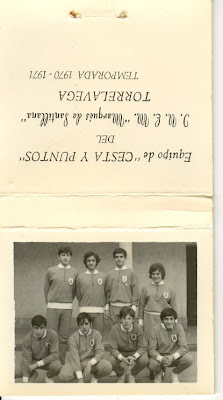 Equipo de "CESTA Y PUNTOS"
DEL
I. N. E. M. "Marqués de Santillana"
TORRELAVEGA
TEMPORADA 1970 - 1971